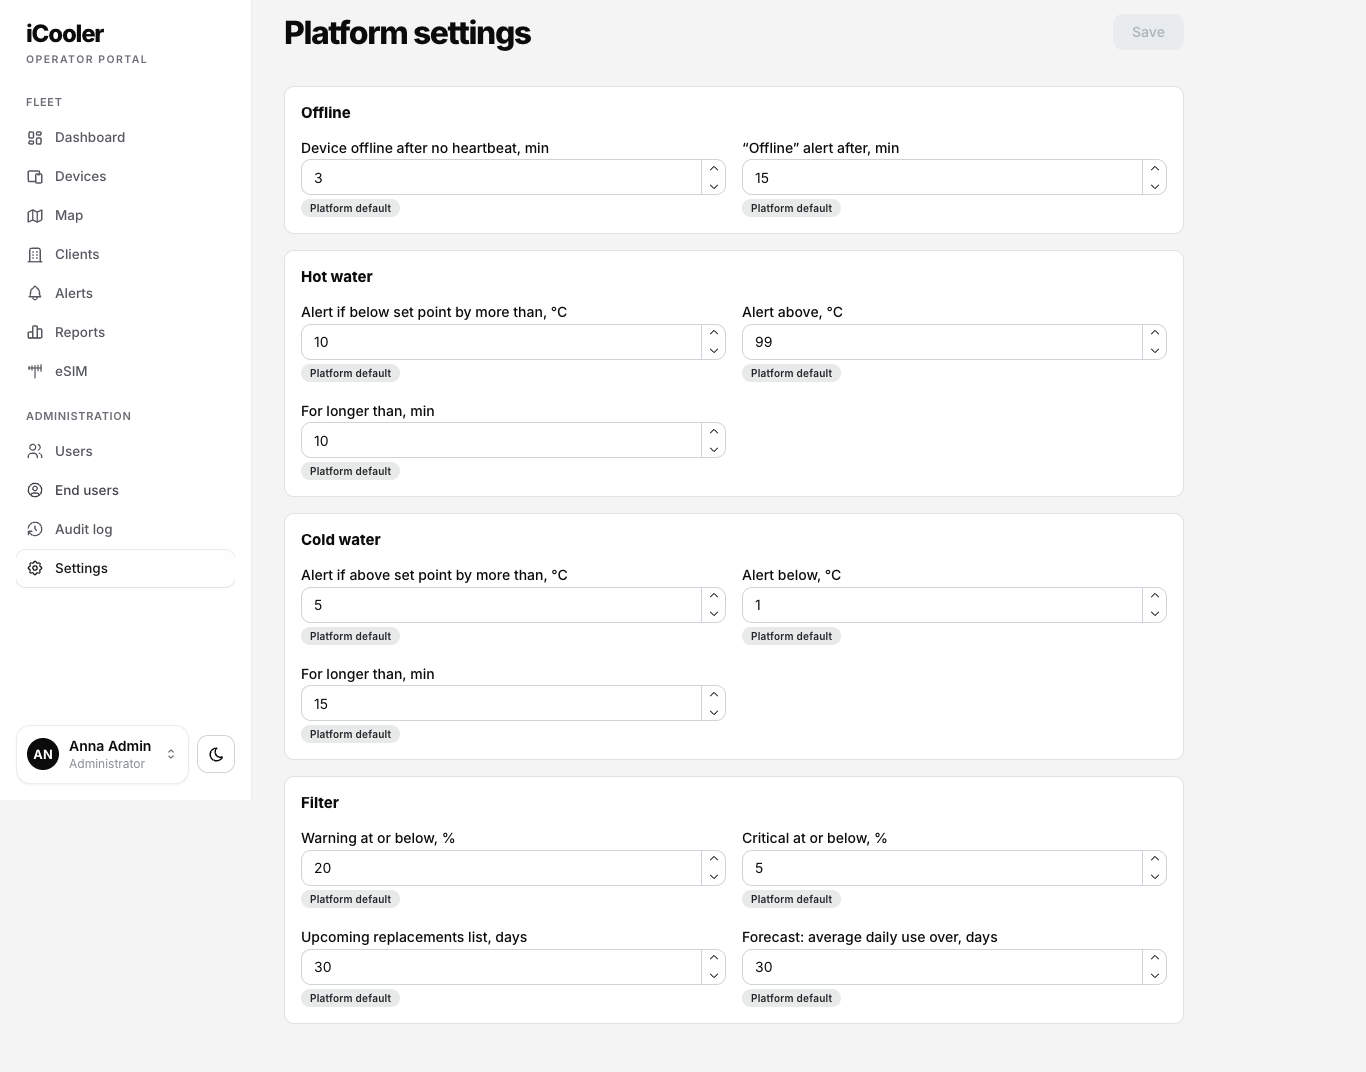 iCooler
OPERATOR PORTAL
FLEET
Dashboard
Devices
Map
Clients
Alerts
Reports
eSIM
ADMINISTRATION
Users
End users
Audit log
Settings
AN
Anna Admin
Administrator
Platform settings
Save
Offline
Device offline after no heartbeat, min
3
Platform default
“Offline” alert after, min
15
Platform default
Hot water
Alert if below set point by more than, °C
10
Platform default
Alert above, °C
99
Platform default
For longer than, min
10
Platform default
Cold water
Alert if above set point by more than, °C
5
Platform default
Alert below, °C
1
Platform default
For longer than, min
15
Platform default
Filter
Warning at or below, %
20
Platform default
Critical at or below, %
5
Platform default
Upcoming replacements list, days
30
Platform default
Forecast: average daily use over, days
30
Platform default